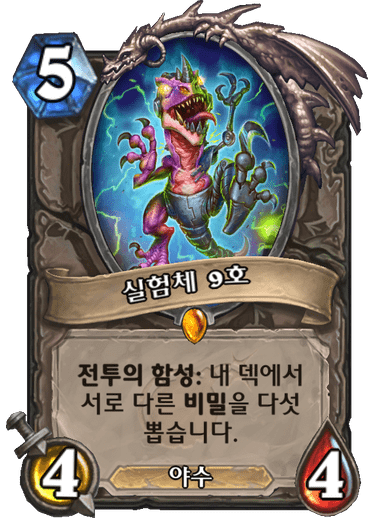 5
실험체 9호
전투의 함성: 내 덱에서
서로 다른 비밀을 다섯
뽑습니다.
4
야수
4